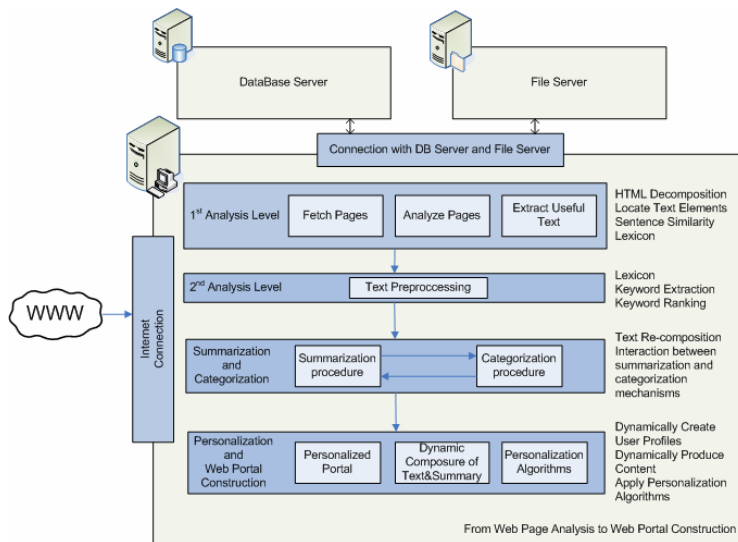 DataBase Server
File Server
Connection with DB Server and File Server
1st Analysis Level
Fetch Pages
Analyze Pages
Extract Useful
Text
HTML Decomposition
Locate Text Elements
Sentence Similarity
Lexicon
2nd Analysis Level
Text Preproccessing
Lexicon
Keyword Extraction
Keyword Ranking
WWW
Internet
Connection
Summarization
and
Categorization
Summarization
procedure
Categorization
procedure
Text Re-composition
Interaction between
summarization and
categorization
mechanisms
Personalization
and
Web Portal
Construction
Personalized
Portal
Dynamic
Composure of
Text&Summary
Personalization
Algorithms
Dynamically Create
User Profiles
Dynamically Produce
Content
Apply Personalization
Algorithms
From Web Page Analysis to Web Portal Construction